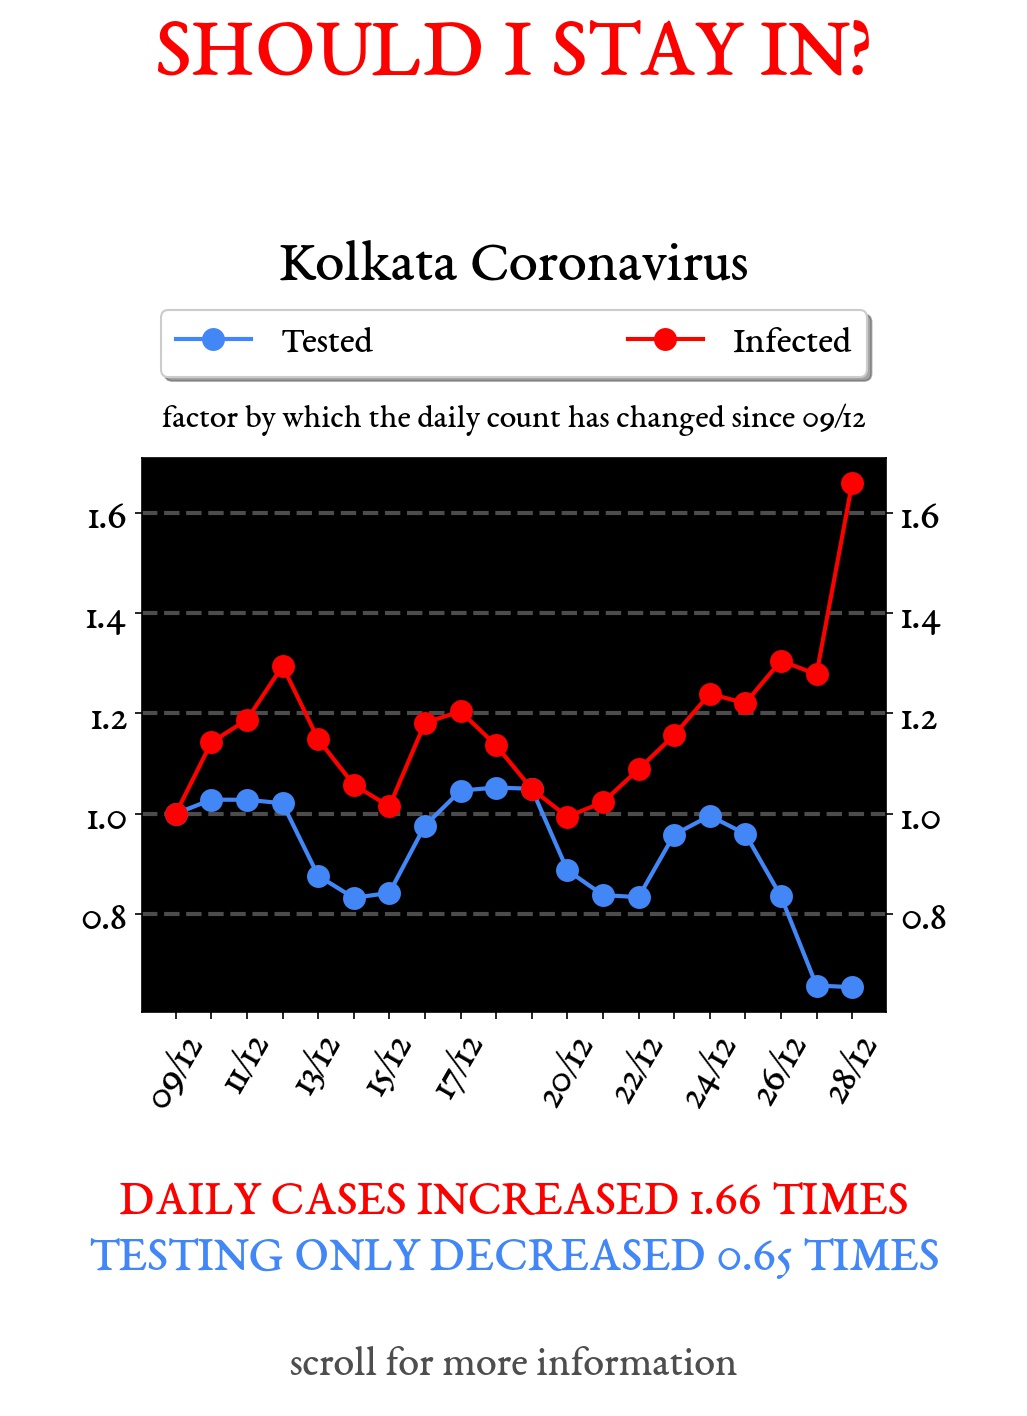 SHOULD I STAY IN?
Kolkata Coronavirus
Tested Infected
factor by which the daily count has changed since 09/12
1.6 1.6
1.4 1.4
1.2 1.2
1.0 1.0
0.8 0.8
09/12 11/12 13/12 15/12 17/12 20/12 22/12 24/12 26/12 28/12
DAILY CASES INCREASED 1.66 TIMES
TESTING ONLY DECREASED 0.65 TIMES
scroll for more information